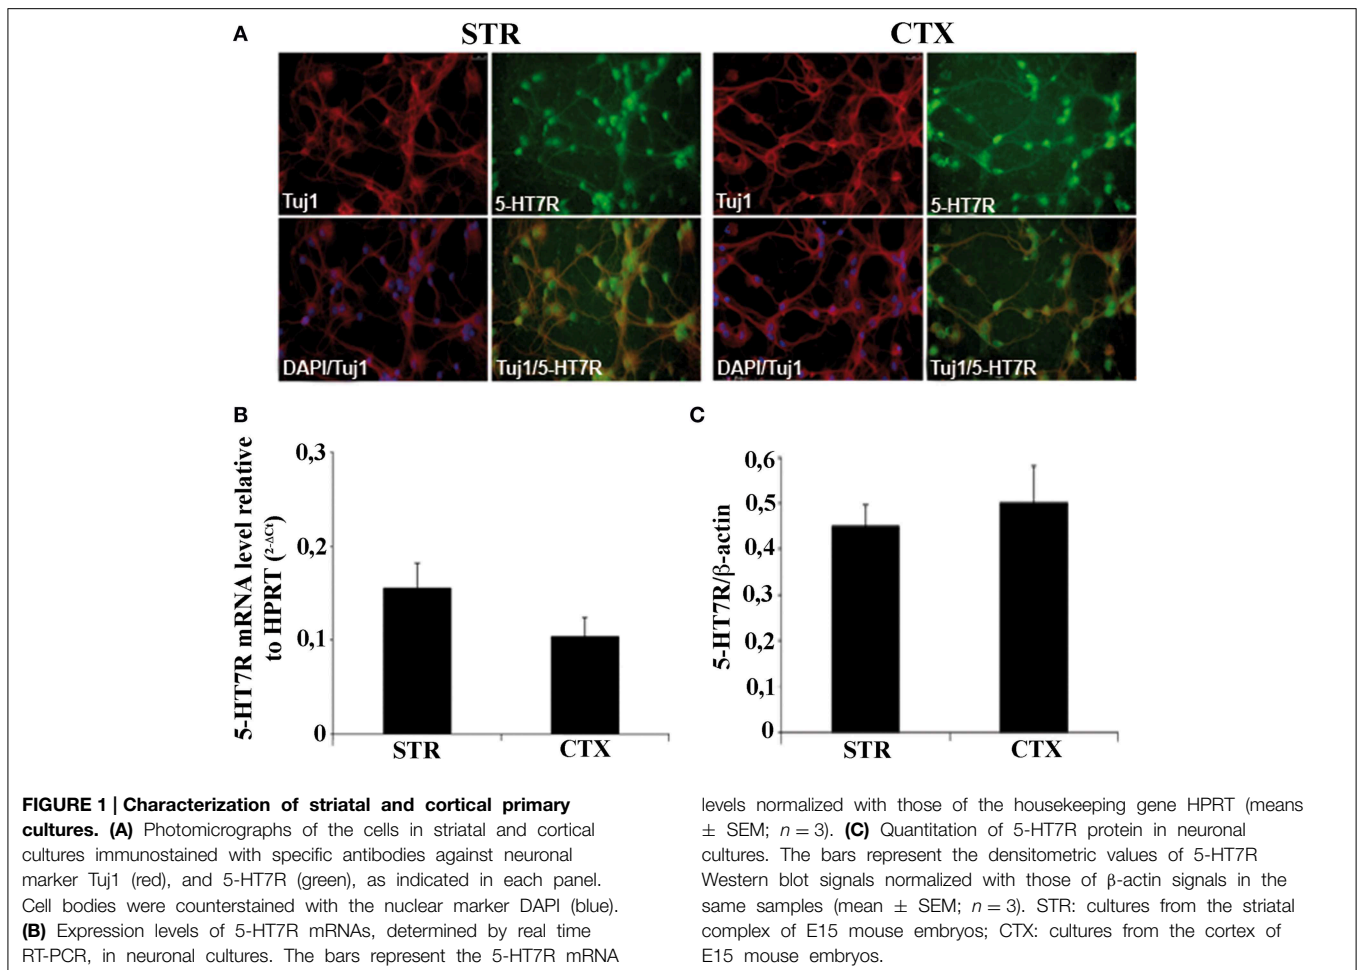 A
STR
CTX
Tuj1
5-HT7R
Tuj1
5-HT7R
DAPI/Tuj1
Tuj1/5-HT7R
DAPI/Tuj1
Tuj1/5-HT7R
B
5-HT7R mRNA level relative
to HPRT (2-ΔCt)
0,3
0,2
0,1
0
STR
CTX
C
5-HT7R/β-actin
0,6
0,5
0,4
0,3
0,2
0,1
0
STR
CTX
FIGURE 1 | Characterization of striatal and cortical primary
cultures. (A) Photomicrographs of the cells in striatal and cortical
cultures immunostained with specific antibodies against neuronal
marker Tuj1 (red), and 5-HT7R (green), as indicated in each panel.
Cell bodies were counterstained with the nuclear marker DAPI (blue).
(B) Expression levels of 5-HT7R mRNAs, determined by real time
RT-PCR, in neuronal cultures. The bars represent the 5-HT7R mRNA
levels normalized with those of the housekeeping gene HPRT (means
± SEM; n = 3). (C) Quantitation of 5-HT7R protein in neuronal
cultures. The bars represent the densitometric values of 5-HT7R
Western blot signals normalized with those of β-actin signals in the
same samples (mean ± SEM; n = 3). STR: cultures from the striatal
complex of E15 mouse embryos; CTX: cultures from the cortex of
E15 mouse embryos.